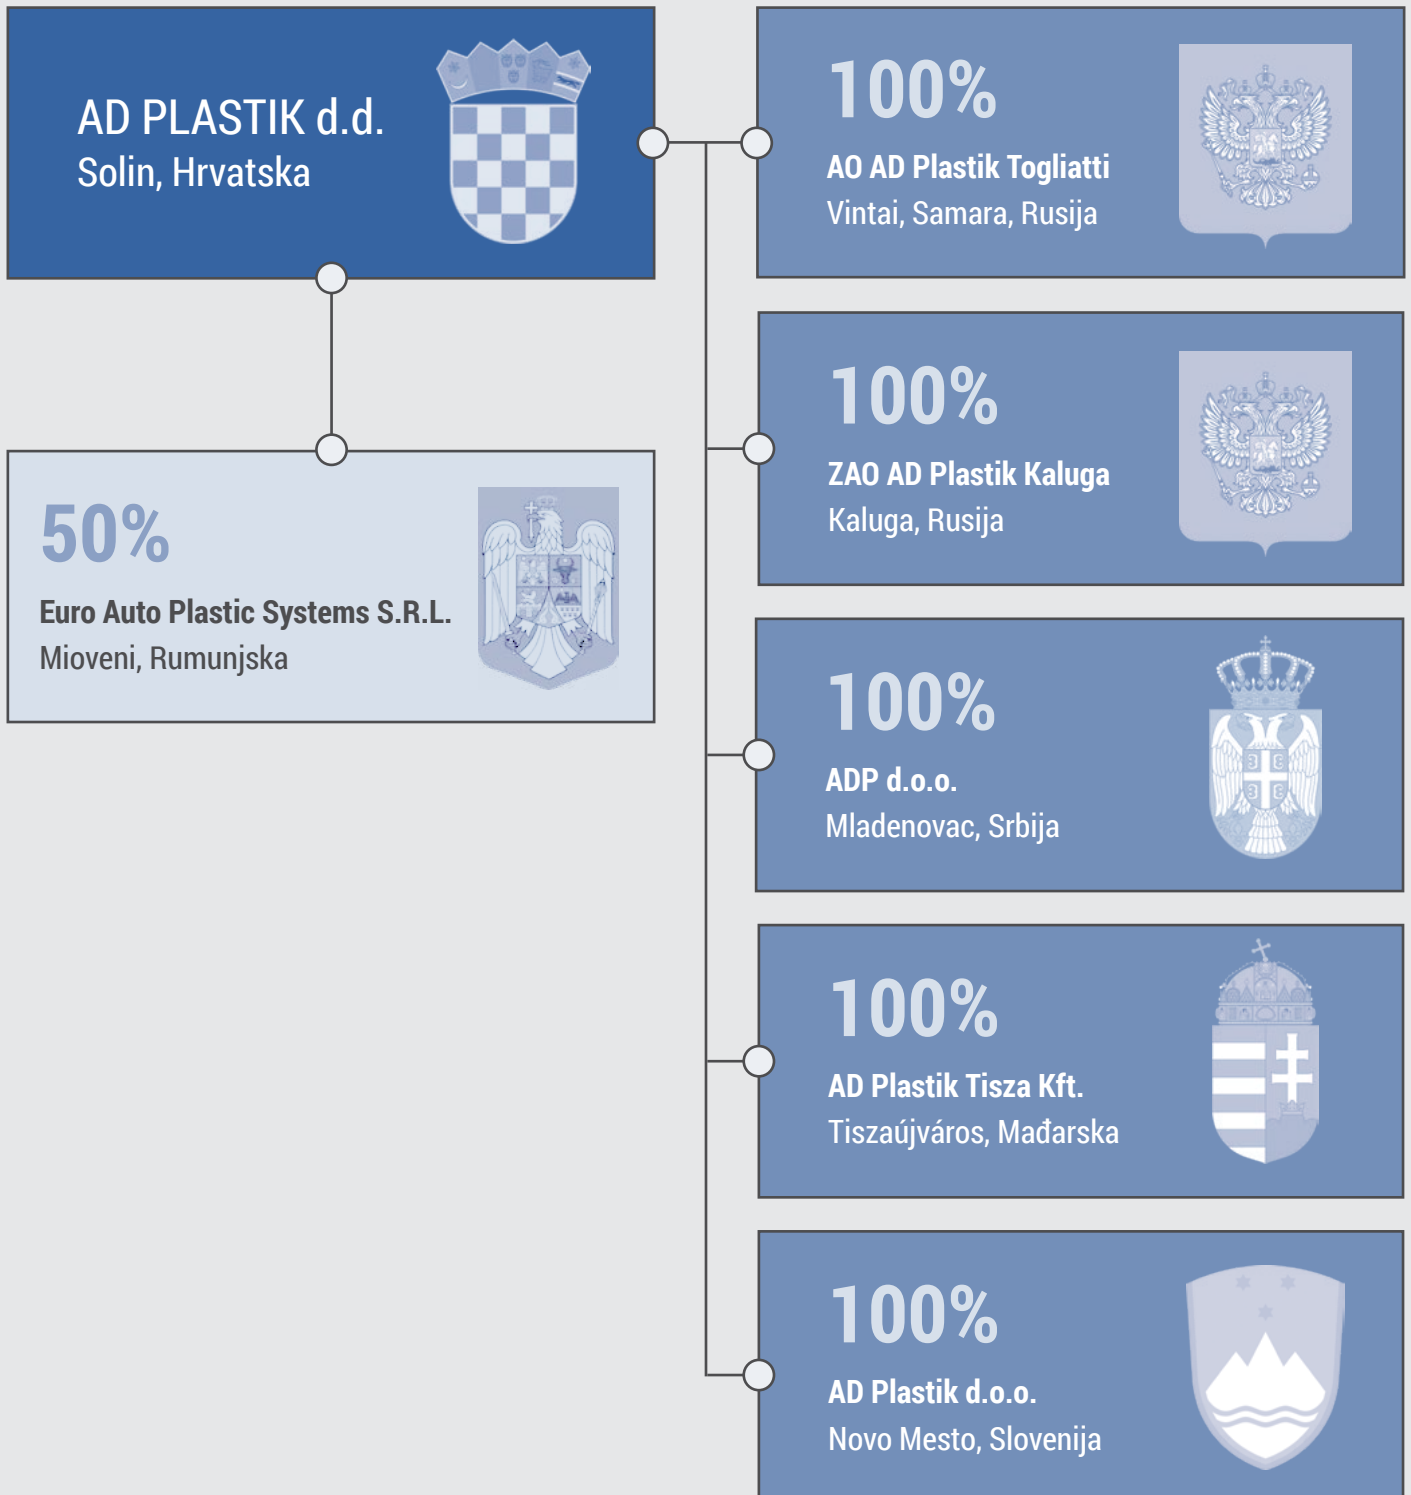 AD PLASTIK d.d.
Solin, Hrvatska
50%
Euro Auto Plastic Systems S.R.L.
Mioveni, Rumunjska
100%
AO AD Plastik Togliatti
Vintai, Samara, Rusija
100%
ZAO AD Plastik Kaluga
Kaluga, Rusija
100%
ADP d.o.o.
Mladenovac, Srbija
100%
AD Plastik Tisza Kft.
Tiszaújváros, Mađarska
100%
AD Plastik d.o.o.
Novo Mesto, Slovenija